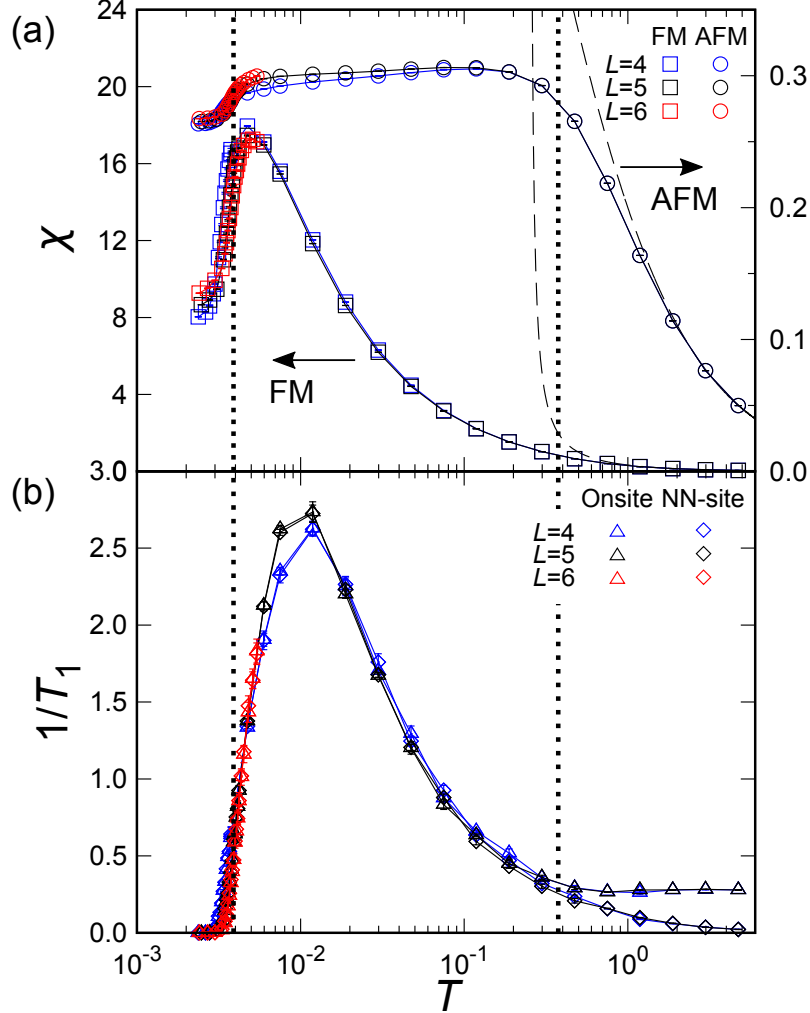 (a)
24
20
16
12
8
4
0
χ
FM AFM
L=4
L=5
L=6
0.3
0.2
0.1
0.0
AFM
FM
(b)
3.0
2.5
2.0
1.5
1.0
0.5
0.0
1/T1
Onsite NN-site
L=4
L=5
L=6
10-3
10-2
10-1
100
T